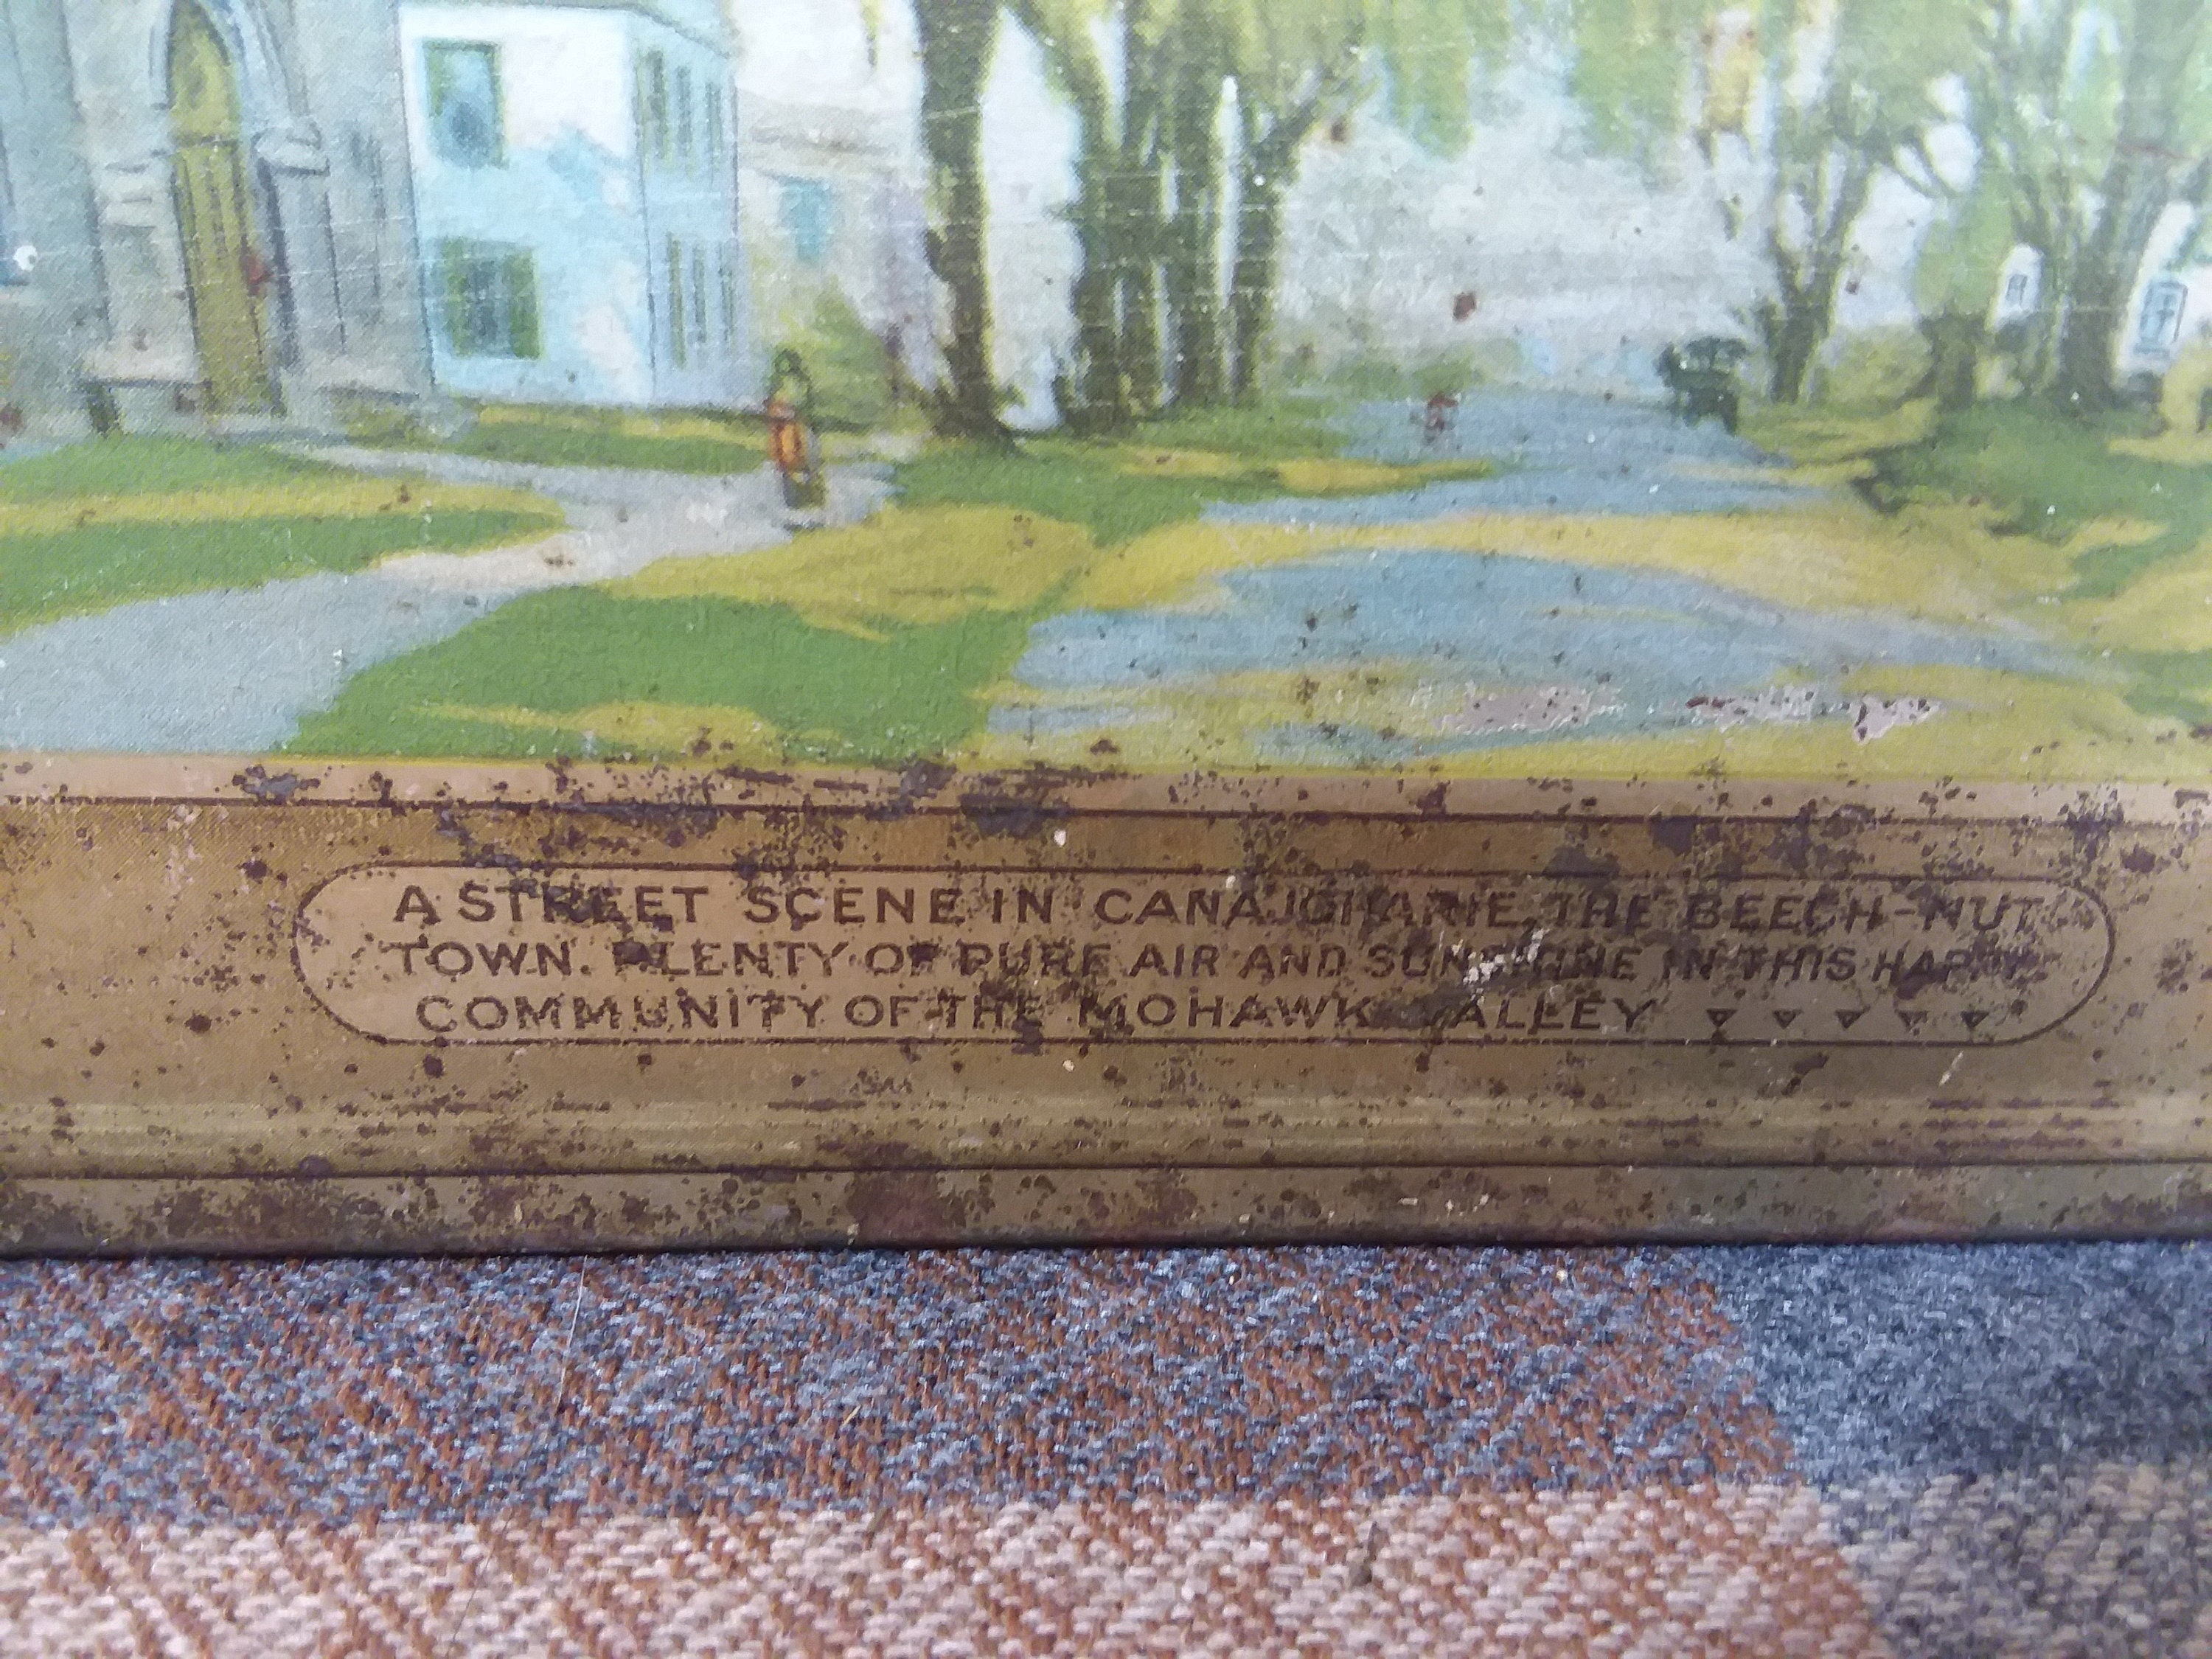 A STREET SCENE IN CANAJOHARIE, THE BEECH-NUT
TOWN. PLENTY OF PURE AIR AND SUNSHINE IN THIS HAPPY
COMMUNITY OF THE MOHAWK VALLEY